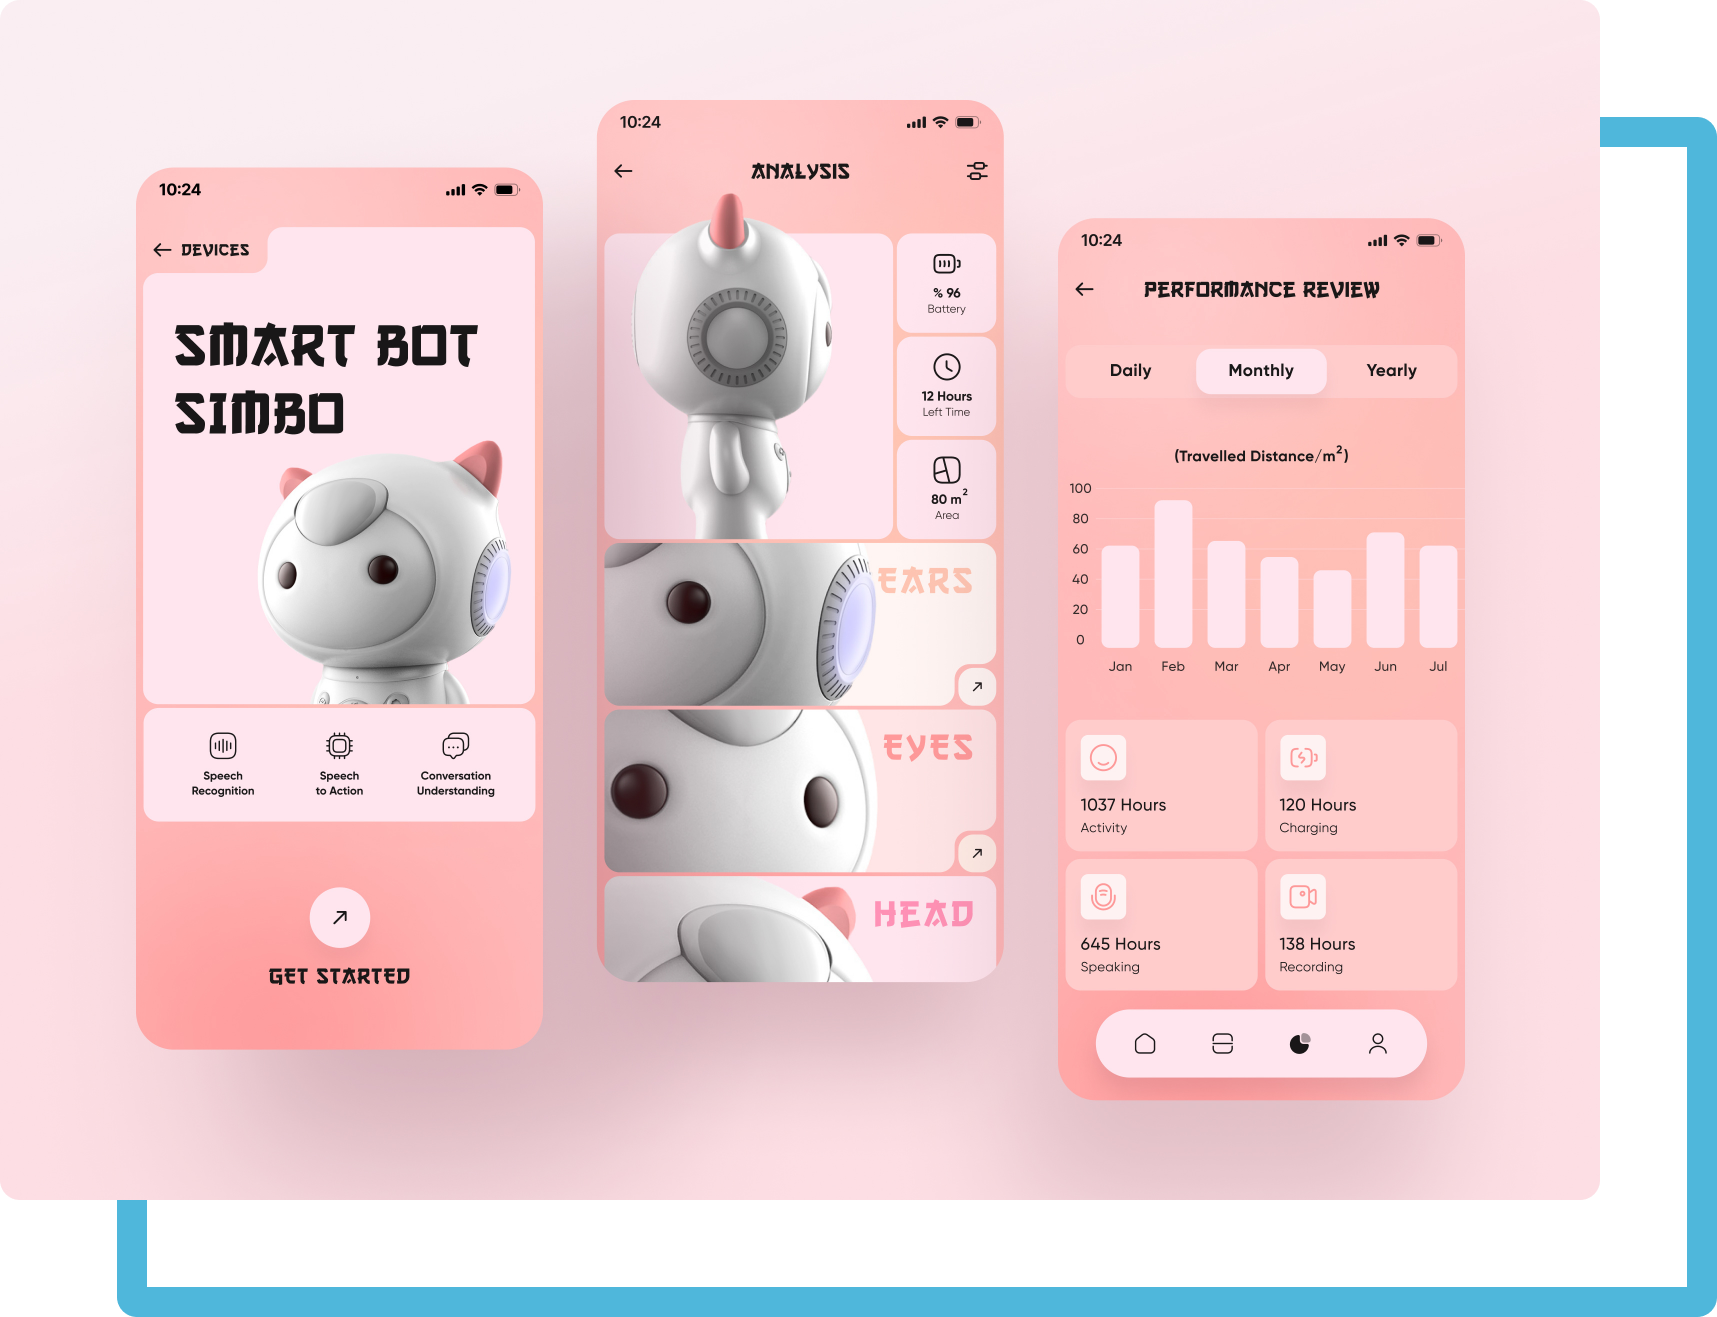 10:24
DEVICES
SMART BOT
SIMBO
Speech
Recognition
Speech
to Action
Conversation
Understanding
GET STARTED
10:24
ANALYSIS
% 96
Battery
12 Hours
Left Time
80 m²
Area
EARS
EYES
HEAD
10:24
PERFORMANCE REVIEW
Daily Monthly Yearly
(Travelled Distance/m²)
100
80
60
40
20
0
Jan Feb Mar Apr May Jun Jul
1037 Hours
Activity
120 Hours
Charging
645 Hours
Speaking
138 Hours
Recording